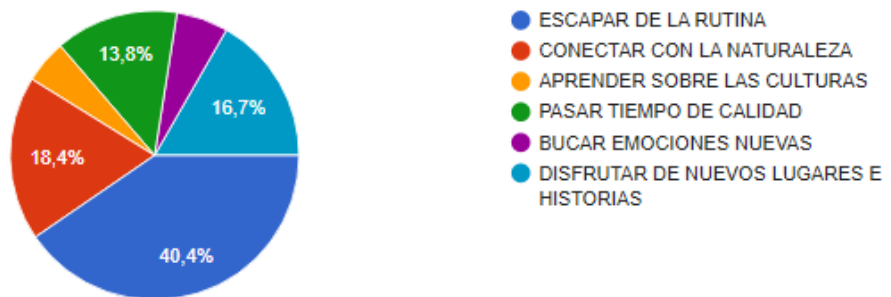 13,8%
16,7%
18,4%
40,4%
ESCAPAR DE LA RUTINA
CONECTAR CON LA NATURALEZA
APRENDER SOBRE LAS CULTURAS
PASAR TIEMPO DE CALIDAD
BUCAR EMOCIONES NUEVAS
DISFRUTAR DE NUEVOS LUGARES E
HISTORIAS